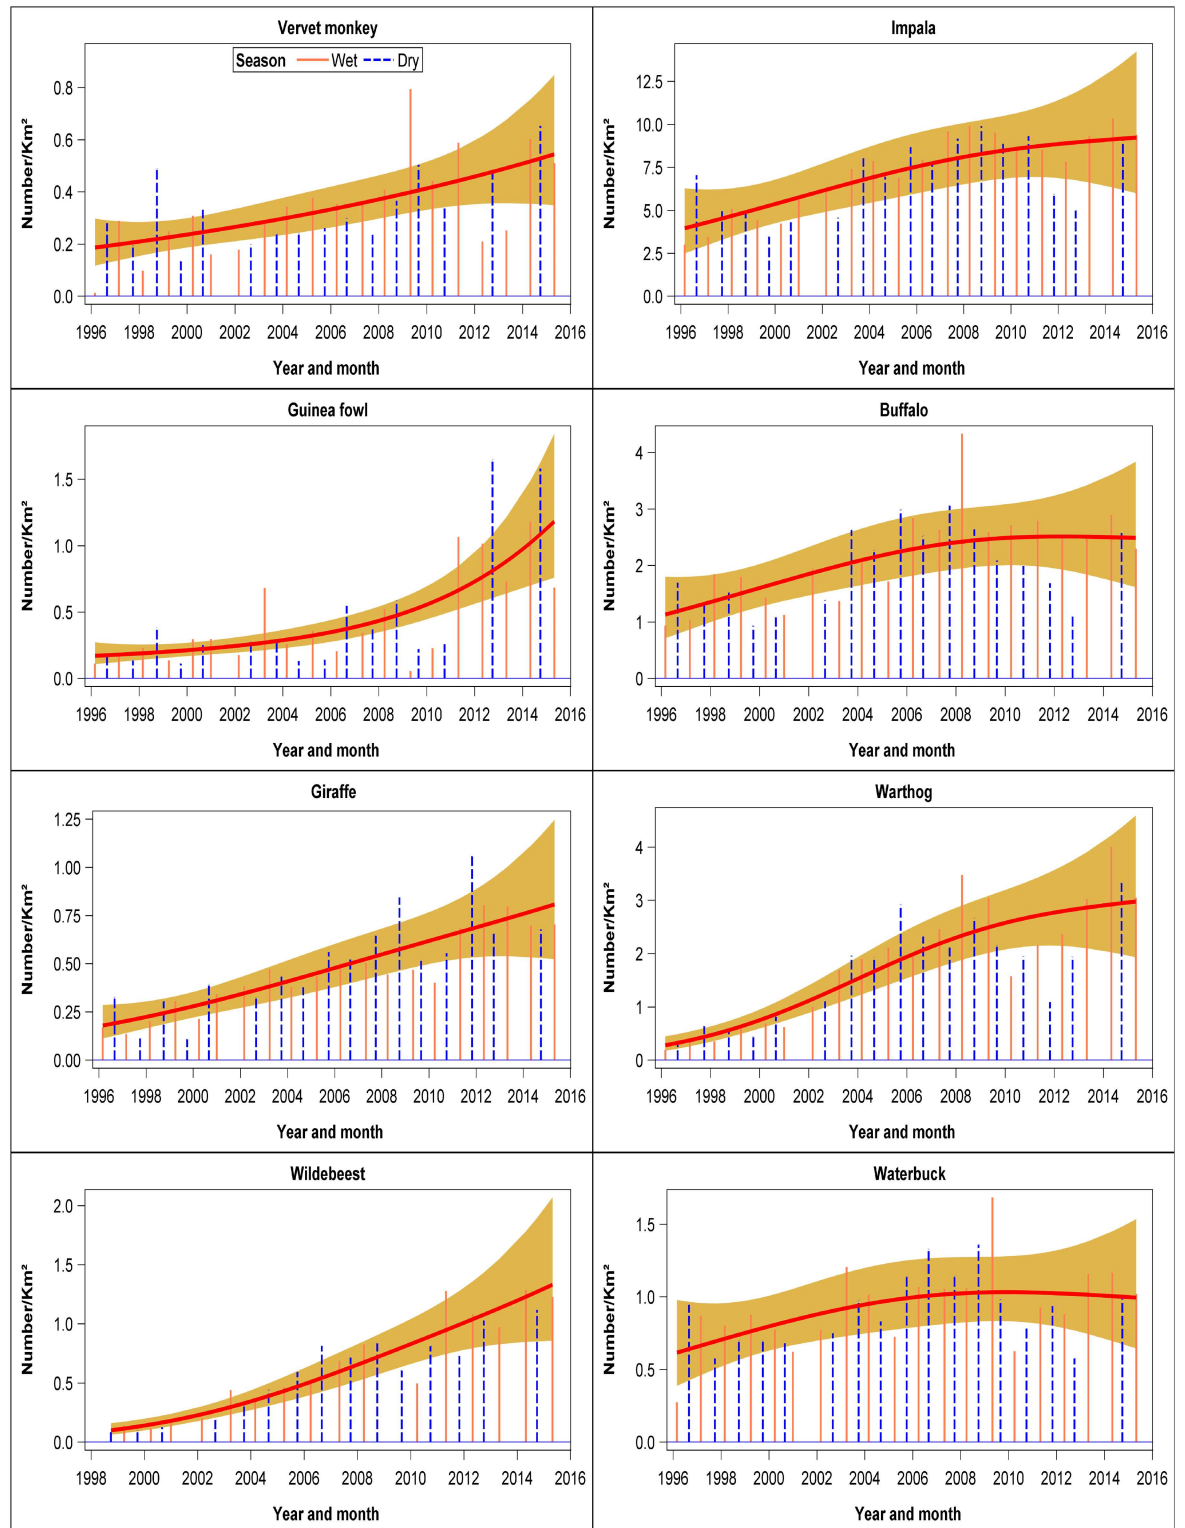 Vervet monkey
Season Wet Dry
Number/Km²
0.8
0.6
0.4
0.2
0.0
1996 1998 2000 2002 2004 2006 2008 2010 2012 2014 2016
Year and month
Impala
Number/Km²
12.5
10.0
7.5
5.0
2.5
0.0
1996 1998 2000 2002 2004 2006 2008 2010 2012 2014 2016
Year and month
Guinea fowl
Number/Km²
1.5
1.0
0.5
0.0
1996 1998 2000 2002 2004 2006 2008 2010 2012 2014 2016
Year and month
Buffalo
Number/Km²
4
3
2
1
0
1996 1998 2000 2002 2004 2006 2008 2010 2012 2014 2016
Year and month
Giraffe
Number/Km²
1.25
1.00
0.75
0.50
0.25
0.00
1996 1998 2000 2002 2004 2006 2008 2010 2012 2014 2016
Year and month
Warthog
Number/Km²
4
3
2
1
0
1996 1998 2000 2002 2004 2006 2008 2010 2012 2014 2016
Year and month
Wildebeest
Number/Km²
2.0
1.5
1.0
0.5
0.0
1998 2000 2002 2004 2006 2008 2010 2012 2014 2016
Year and month
Waterbuck
Number/Km²
1.5
1.0
0.5
0.0
1996 1998 2000 2002 2004 2006 2008 2010 2012 2014 2016
Year and month